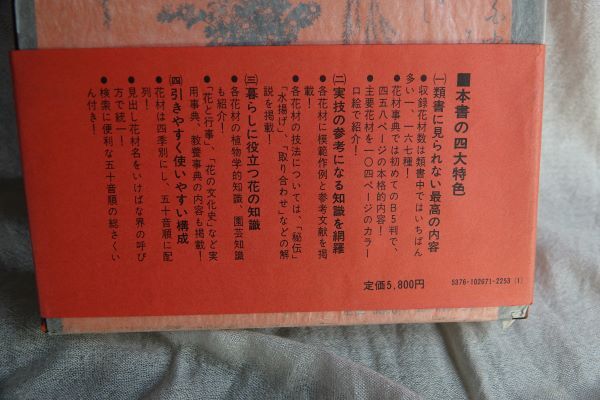 ■本書の四大特色
㈠類書に見られない最高の内容
●収録花材数は類書中ではいちばん
多い一、一六七種！
●花材事典では初めてのB5判で、
四五八ページの本格的内容！
●主要花材を一〇四ページのカラー
口絵で紹介！
㈡実技の参考になる知識を網羅
●各花材に模範作例と参考文献を掲
載！
●各花材の技法については、「秘伝」
「水揚げ」、「取り合わせ」などの解
説を掲載！
㈢暮らしに役立つ花の知識
●各花材の植物学的知識、園芸知識
も紹介！
●「花と行事」、「花の文化史」など実
用事典、教養事典の内容も掲載！
㈣引きやすく使いやすい構成
●花材は四季別にし、五十音順に配
列！
●見出し花材名をいけばな界の呼び
方で統一！
●検索に便利な五十音順の総さくい
ん付き！
定価5,800円
5376-102671-2253 (1)